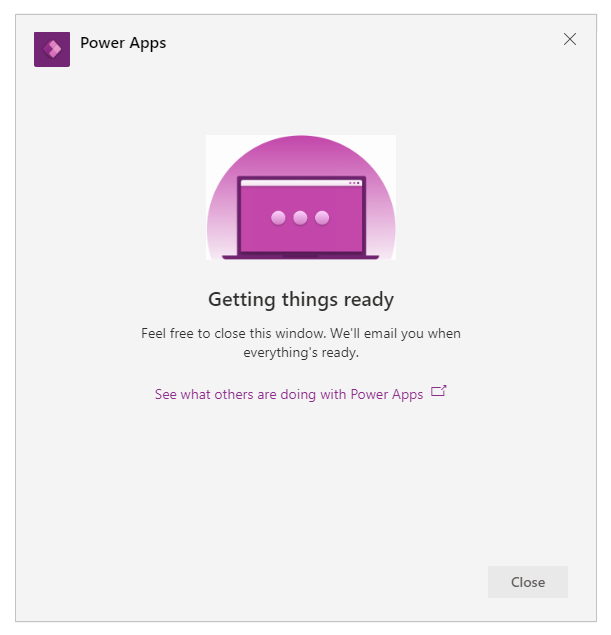 Power Apps
Getting things ready
Feel free to close this window. We'll email you when
everything's ready.
See what others are doing with Power Apps
Close